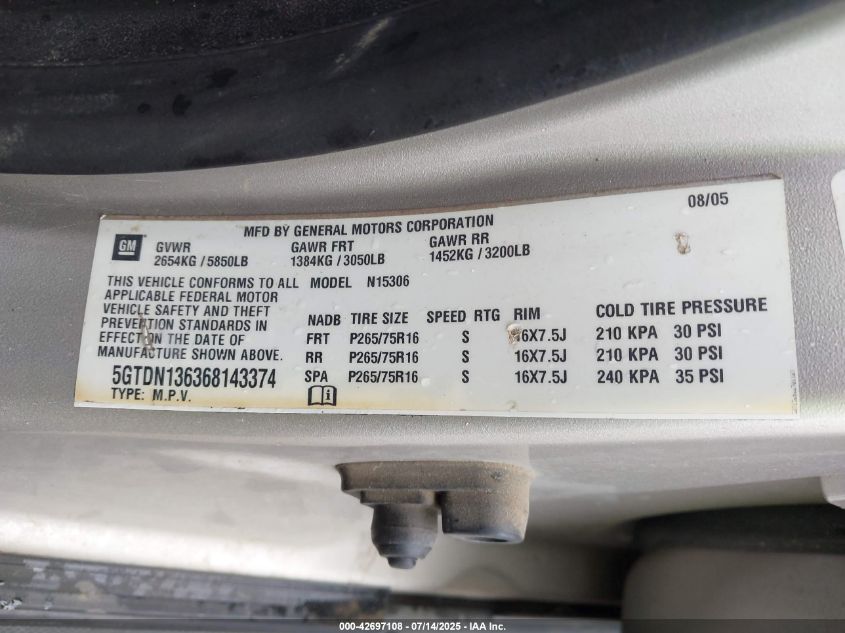 08/05
MFD BY GENERAL MOTORS CORPORATION
GM GVWR GAWR FRT GAWR RR
2654KG / 5850LB 1384KG / 3050LB 1452KG / 3200LB
THIS VEHICLE CONFORMS TO ALL MODEL N15306
APPLICABLE FEDERAL MOTOR
VEHICLE SAFETY AND THEFT
PREVENTION STANDARDS IN
EFFECT ON THE DATE OF
MANUFACTURE SHOWN ABOVE.
5GTDN136368143374
TYPE: M.P.V.
NADB TIRE SIZE SPEED RTG RIM COLD TIRE PRESSURE
FRT P265/75R16 S 16X7.5J 210 KPA 30 PSI
RR P265/75R16 S 16X7.5J 210 KPA 30 PSI
SPA P265/75R16 S 16X7.5J 240 KPA 35 PSI
000-42697108 - 07/14/2025 - IAA Inc.